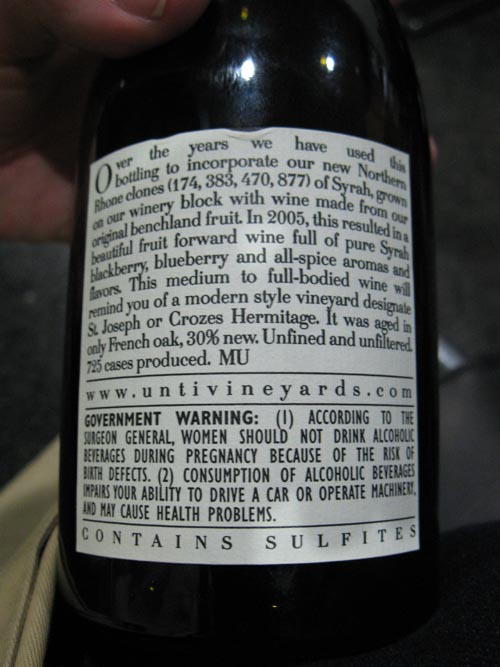 Over the years we have used this
bottling to incorporate our new Northern
Rhone clones (174, 383, 470, 877) of Syrah, grown
on our winery block with wine made from our
original benchland fruit. In 2005, this resulted in a
beautiful fruit forward wine full of pure Syrah
blackberry, blueberry and all-spice aromas and
flavors. This medium to full-bodied wine will
remind you of a modern style vineyard designate
St. Joseph or Crozes Hermitage. It was aged in
only French oak, 30% new. Unfined and unfiltered.
725 cases produced. MU
www.untivineyards.com
GOVERNMENT WARNING: (1) ACCORDING TO THE
SURGEON GENERAL, WOMEN SHOULD NOT DRINK ALCOHOLIC
BEVERAGES DURING PREGNANCY BECAUSE OF THE RISK OF
BIRTH DEFECTS. (2) CONSUMPTION OF ALCOHOLIC BEVERAGES
IMPAIRS YOUR ABILITY TO DRIVE A CAR OR OPERATE MACHINERY,
AND MAY CAUSE HEALTH PROBLEMS.
CONTAINS SULFITES